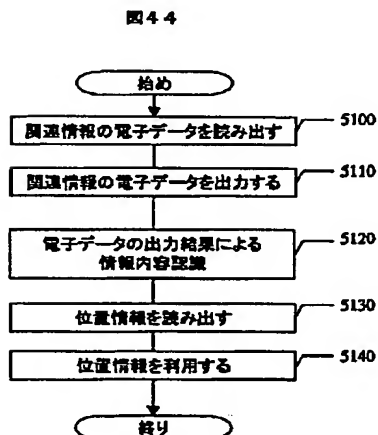 図44
始め
関連情報の電子データを読み出す
5100
関連情報の電子データを出力する
5110
電子データの出力結果による
情報内容認識
5120
位置情報を読み出す
5130
位置情報を利用する
5140
終り